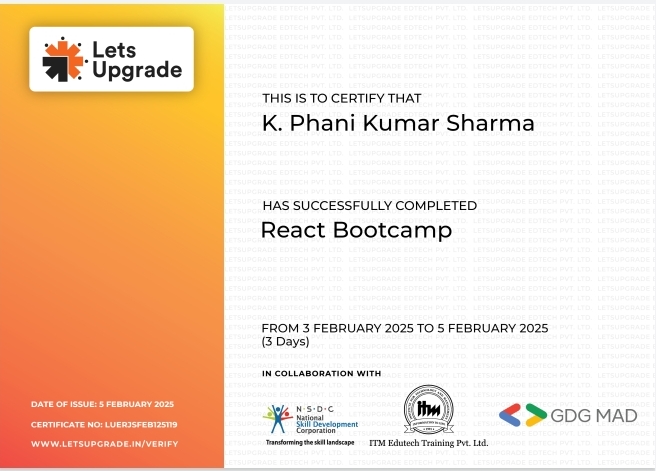 Lets
Upgrade
THIS IS TO CERTIFY THAT
K. Phani Kumar Sharma
HAS SUCCESSFULLY COMPLETED
React Bootcamp
FROM 3 FEBRUARY 2025 TO 5 FEBRUARY 2025
(3 Days)
IN COLLABORATION WITH
DATE OF ISSUE: 5 FEBRUARY 2025
CERTIFICATE NO: LUERJSFEB125119
WWW.LETSUPGRADE.IN/VERIFY
N·S·D·C
National
Skill Development
Corporation
Transforming the skill landscape
itm
ITM Edutech Training Pvt. Ltd.
GDG MAD